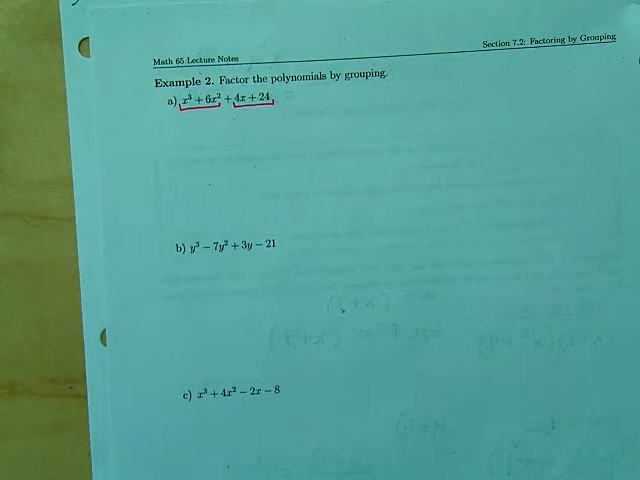 Math 65 Lecture Notes
Section 7.2: Factoring by Grouping
Example 2. Factor the polynomials by grouping.
a) x³ + 6x² + 4x + 24
b) y³ − 7y² + 3y − 21
c) x³ + 4x² − 2x − 8